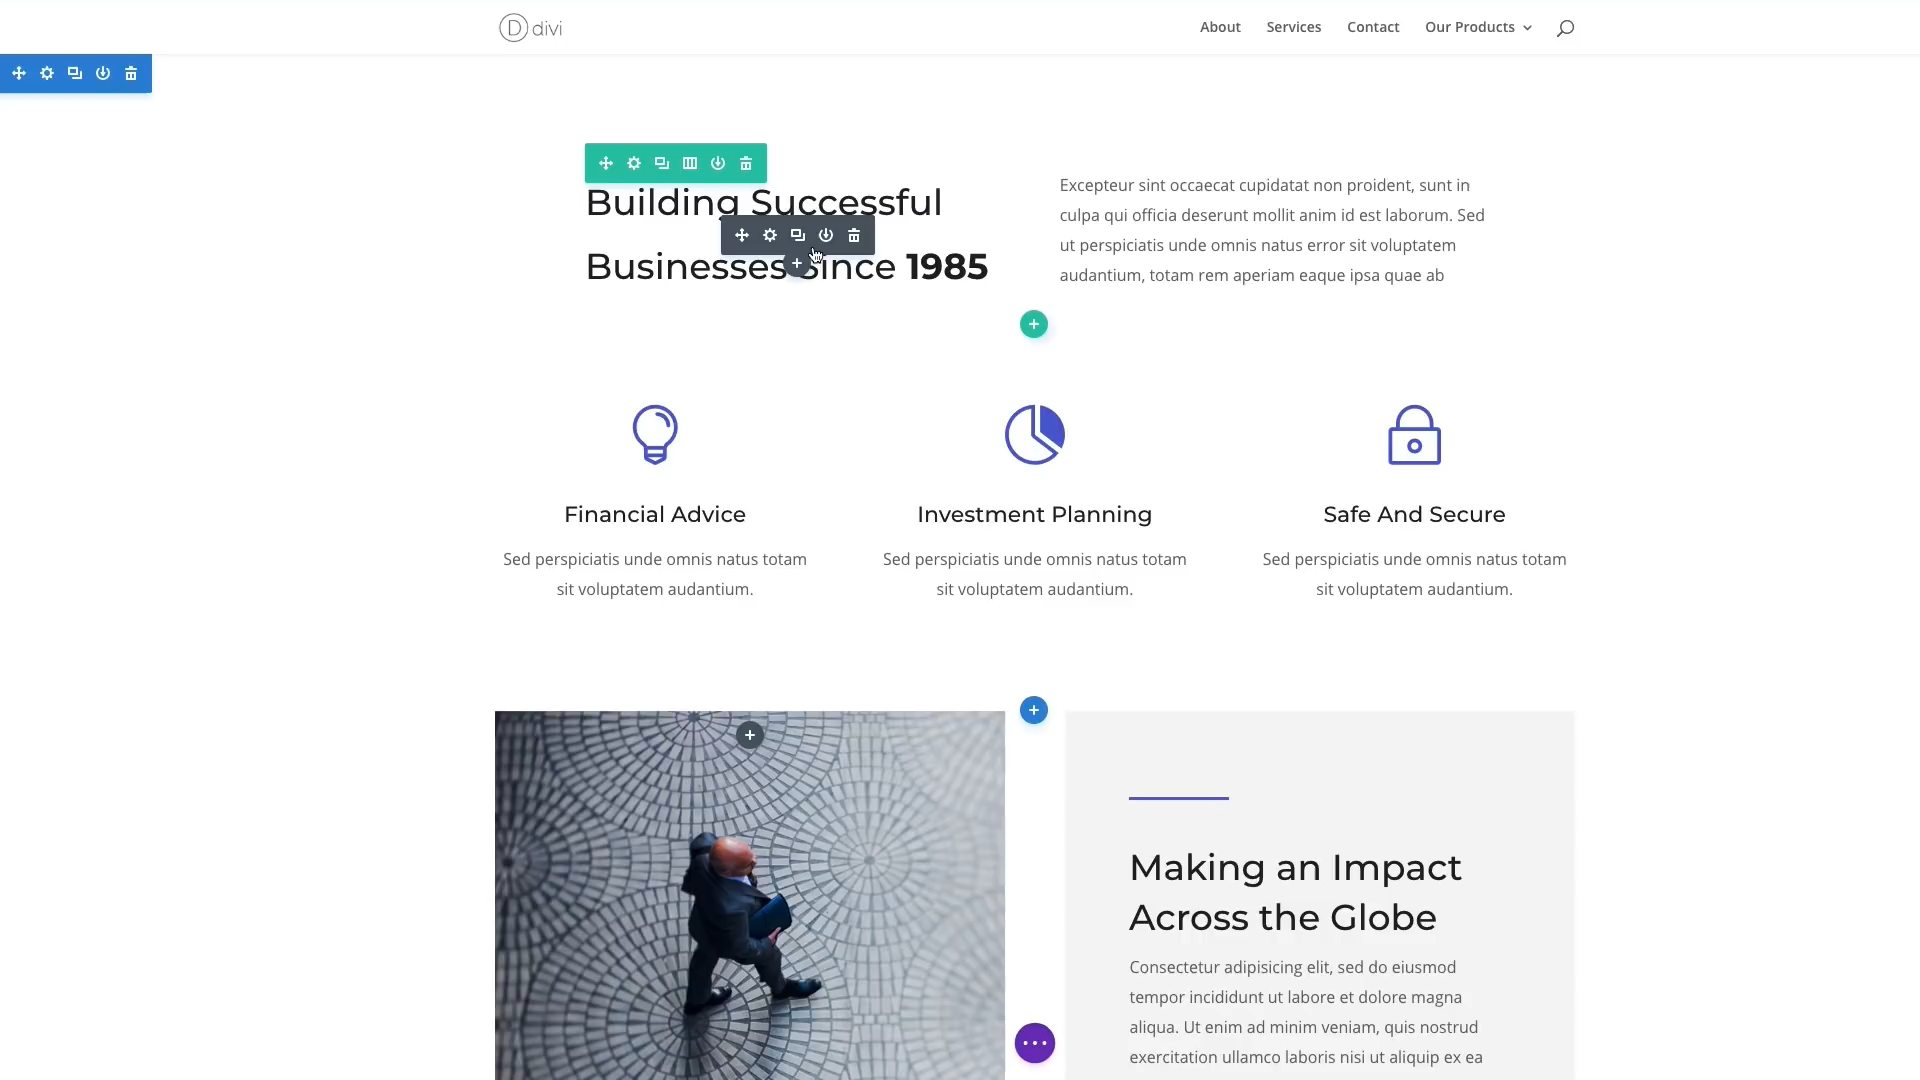 divi
About
Services
Contact
Our Products
Building Successful
Businesses since 1985
Excepteur sint occaecat cupidatat non proident, sunt in
culpa qui officia deserunt mollit anim id est laborum. Sed
ut perspiciatis unde omnis natus error sit voluptatem
audantium, totam rem aperiam eaque ipsa quae ab
Financial Advice
Sed perspiciatis unde omnis natus totam
sit voluptatem audantium.
Investment Planning
Sed perspiciatis unde omnis natus totam
sit voluptatem audantium.
Safe And Secure
Sed perspiciatis unde omnis natus totam
sit voluptatem audantium.
Making an Impact
Across the Globe
Consectetur adipisicing elit, sed do eiusmod
tempor incididunt ut labore et dolore magna
aliqua. Ut enim ad minim veniam, quis nostrud
exercitation ullamco laboris nisi ut aliquip ex ea